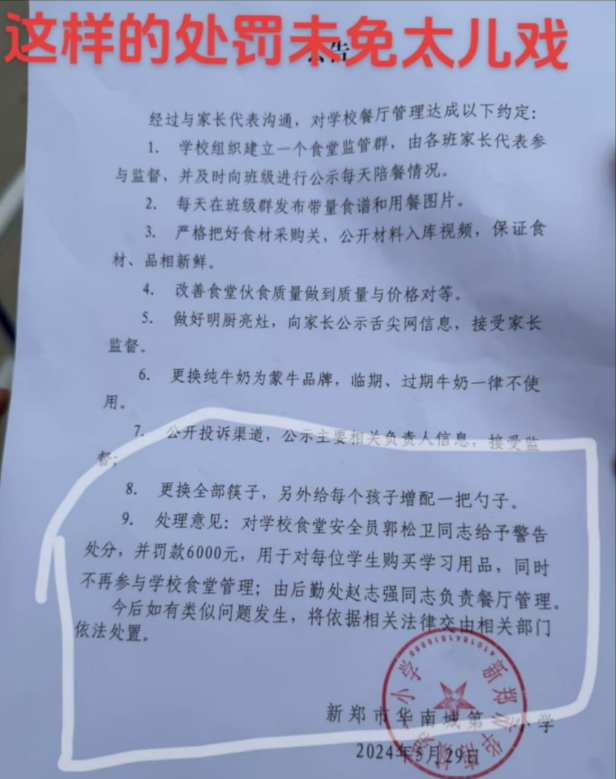 这样的处罚未免太儿戏
公告
经过与家长代表沟通，对学校餐厅管理达成以下约定：
1. 学校组织建立一个食堂监管群，由各班家长代表参
与监督，并及时向班级进行公示每天陪餐情况。
2. 每天在班级群发布带量食谱和用餐图片。
3. 严格把好食材采购关，公开材料入库视频，保证食
材、品相新鲜。
4. 改善食堂伙食质量做到质量与价格对等。
5. 做好明厨亮灶，向家长公示舌尖网信息，接受家长
监督。
6. 更换纯牛奶为蒙牛品牌，临期、过期牛奶一律不使
用。
7. 公开投诉渠道，公示主要相关负责人信息，接受监
督；
8. 更换全部筷子，另外给每个孩子增配一把勺子。
9. 处理意见：对学校食堂安全员郭松卫同志给予警告
处分，并罚款6000元，用于对每位学生购买学习用品，同时
不再参与学校食堂管理；由后勤处赵志强同志负责餐厅管理。
今后如有类似问题发生，将依据相关法律交由相关部门
依法处置。
新郑市华南城第 小学
2024年5月29日